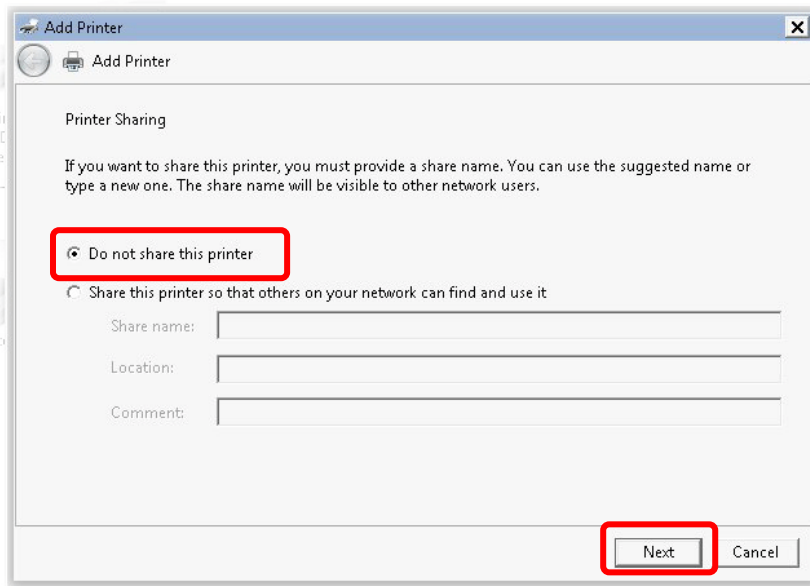 Add Printer
Add Printer
Printer Sharing
If you want to share this printer, you must provide a share name. You can use the suggested name or
type a new one. The share name will be visible to other network users.
Do not share this printer
Share this printer so that others on your network can find and use it
Share name:
Location:
Comment:
Next
Cancel